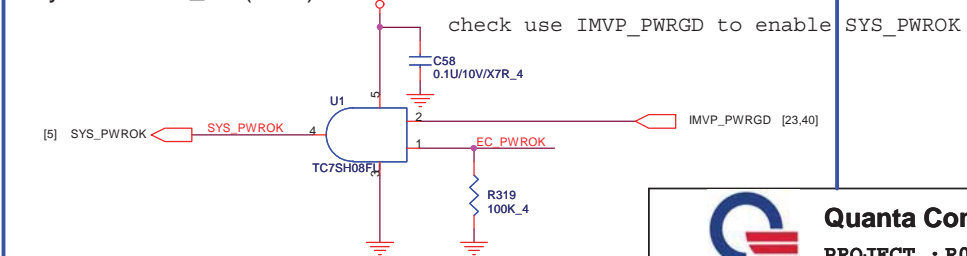 check use IMVP_PWRGD to enable SYS_PWROK
C58
0.1U/10V/X7R_4
5
U1
2
IMVP_PWRGD [23,40]
[5] SYS_PWROK
SYS_PWROK
4
1
EC_PWROK
TC7SH08FU
3
R319
100K_4
Quanta